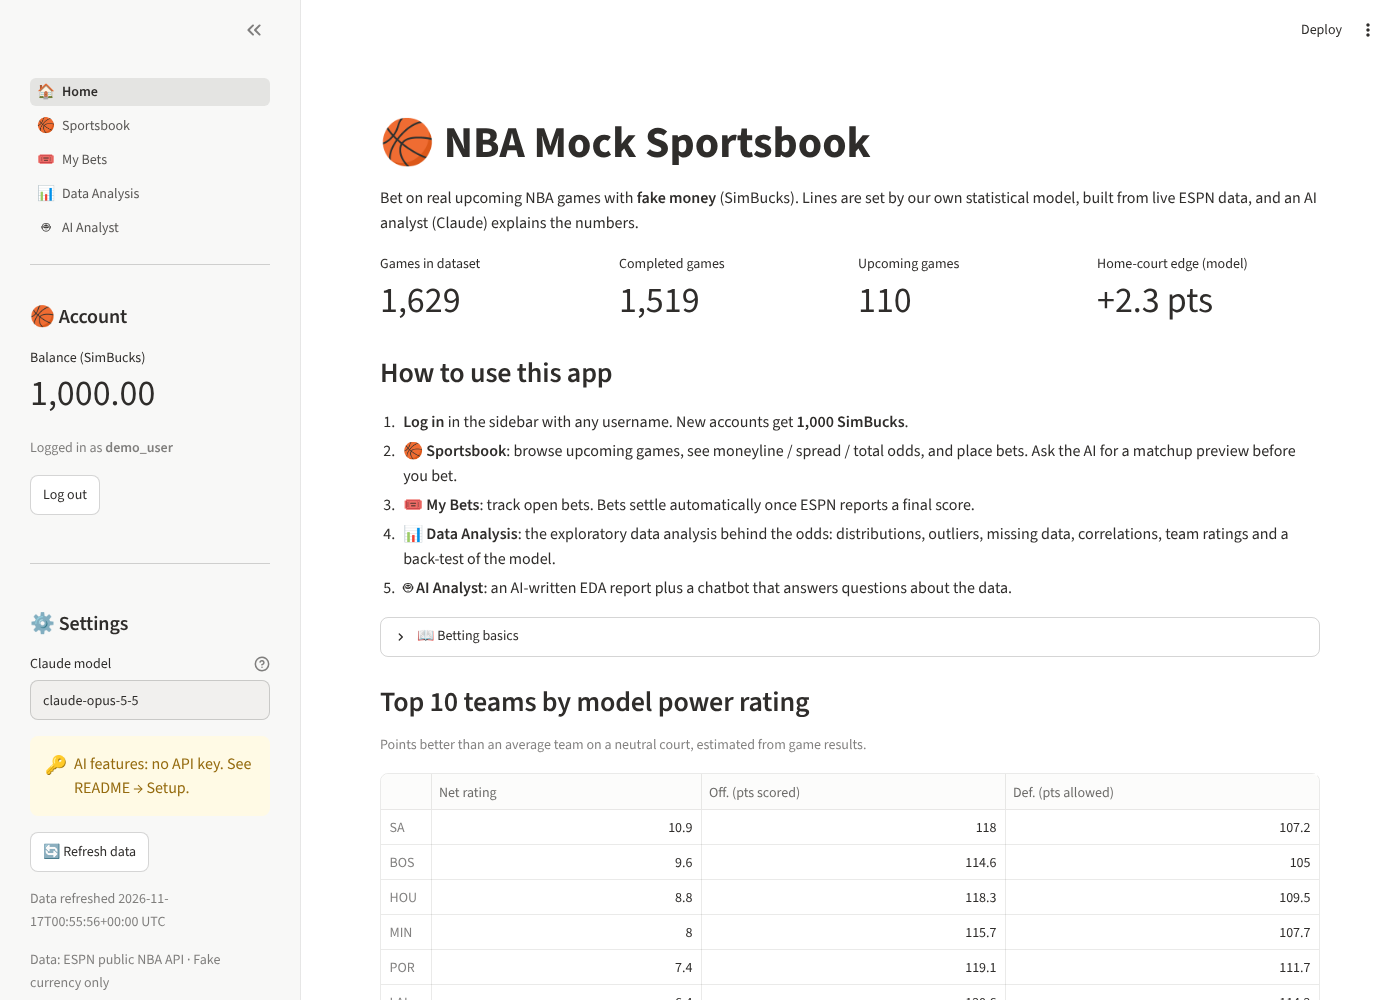 Deploy
Home
Sportsbook
My Bets
Data Analysis
AI Analyst
Account
Balance (SimBucks)
1,000.00
Logged in as demo_user
Log out
Settings
Claude model
claude-opus-5-5
AI features: no API key. See
README → Setup.
Refresh data
Data refreshed 2026-11-
17T00:55:56+00:00 UTC
Data: ESPN public NBA API · Fake
currency only
NBA Mock Sportsbook
Bet on real upcoming NBA games with fake money (SimBucks). Lines are set by our own statistical model, built from live ESPN data, and an AI
analyst (Claude) explains the numbers.
Games in dataset
1,629
Completed games
1,519
Upcoming games
110
Home-court edge (model)
+2.3 pts
How to use this app
1. Log in in the sidebar with any username. New accounts get 1,000 SimBucks.
2. Sportsbook: browse upcoming games, see moneyline / spread / total odds, and place bets. Ask the AI for a matchup preview before
you bet.
3. My Bets: track open bets. Bets settle automatically once ESPN reports a final score.
4. Data Analysis: the exploratory data analysis behind the odds: distributions, outliers, missing data, correlations, team ratings and a
back-test of the model.
5. AI Analyst: an AI-written EDA report plus a chatbot that answers questions about the data.
Betting basics
Top 10 teams by model power rating
Points better than an average team on a neutral court, estimated from game results.
Net rating Off. (pts scored) Def. (pts allowed)
SA 10.9 118 107.2
BOS 9.6 114.6 105
HOU 8.8 118.3 109.5
MIN 8 115.7 107.7
POR 7.4 119.1 111.7